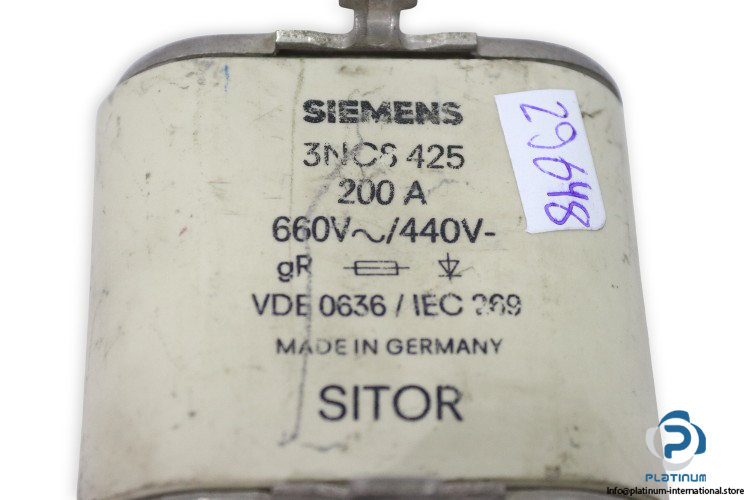 SIEMENS
3NC8 425
200 A
660V~/440V-
gR
VDE 0636 / IEC 269
MADE IN GERMANY
SITOR
29648
PLATINUM
info@platinum-international.store